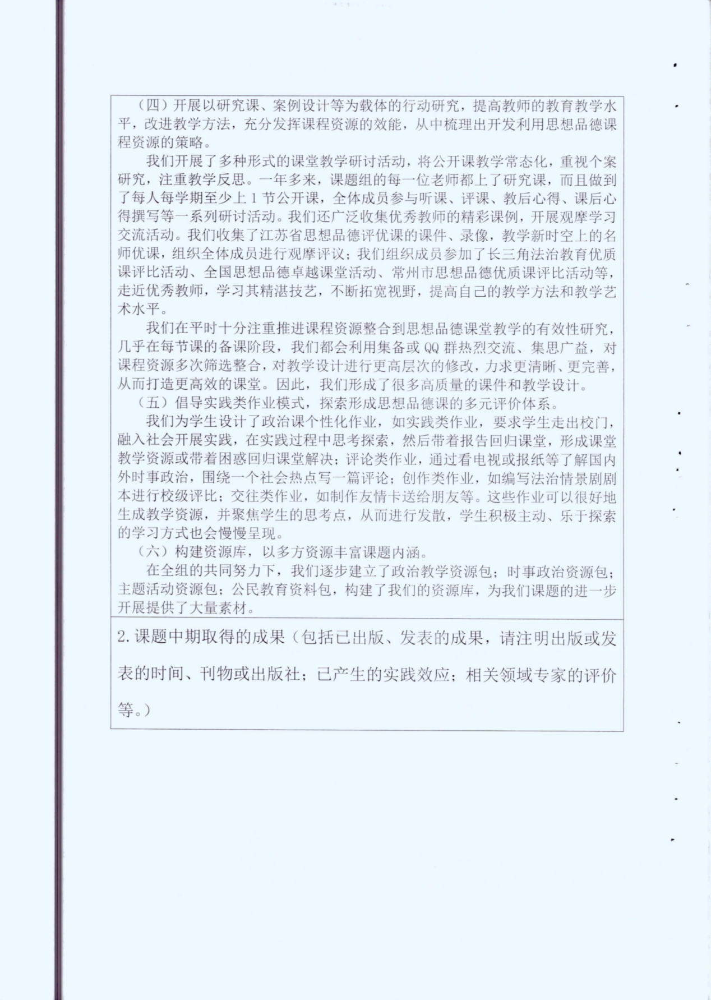 （四）开展以研究课、案例设计等为载体的行动研究，提高教师的教育教学水
平，改进教学方法，充分发挥课程资源的效能，从中梳理出开发利用思想品德课
程资源的策略。
我们开展了多种形式的课堂教学研讨活动，将公开课教学常态化，重视个案
研究，注重教学反思。一年多来，课题组的每一位老师都上了研究课，而且做到
了每人每学期至少上1节公开课，全体成员参与听课、评课、教后心得、课后心
得撰写等一系列研讨活动。我们还广泛收集优秀教师的精彩课例，开展观摩学习
交流活动。我们收集了江苏省思想品德评优课的课件、录像，教学新时空上的名
师优课，组织全体成员进行观摩评议；我们组织成员参加了长三角法治教育优质
课评比活动、全国思想品德卓越课堂活动、常州市思想品德优质课评比活动等，
走近优秀教师，学习其精湛技艺，不断拓宽视野，提高自己的教学方法和教学艺
术水平。
我们在平时十分注重推进课程资源整合到思想品德课堂教学的有效性研究，
几乎在每节课的备课阶段，我们都会利用集备或QQ群热烈交流、集思广益，对
课程资源多次筛选整合，对教学设计进行更高层次的修改，力求更清晰、更完善，
从而打造更高效的课堂。因此，我们形成了很多高质量的课件和教学设计。
（五）倡导实践类作业模式，探索形成思想品德课的多元评价体系。
我们为学生设计了政治课个性化作业，如实践类作业，要求学生走出校门，
融入社会开展实践，在实践过程中思考探索，然后带着报告回归课堂，形成课堂
教学资源或带着困惑回归课堂解决；评论类作业，通过看电视或报纸等了解国内
外时事政治，围绕一个社会热点写一篇评论；创作类作业，如编写法治情景剧剧
本进行校级评比；交往类作业，如制作友情卡送给朋友等。这些作业可以很好地
生成教学资源，并聚焦学生的思考点，从而进行发散，学生积极主动、乐于探索
的学习方式也会慢慢呈现。
（六）构建资源库，以多方资源丰富课题内涵。
在全组的共同努力下，我们逐步建立了政治教学资源包；时事政治资源包；
主题活动资源包；公民教育资料包，构建了我们的资源库，为我们课题的进一步
开展提供了大量素材。
2.课题中期取得的成果（包括已出版、发表的成果，请注明出版或发
表的时间、刊物或出版社；已产生的实践效应；相关领域专家的评价
等。）